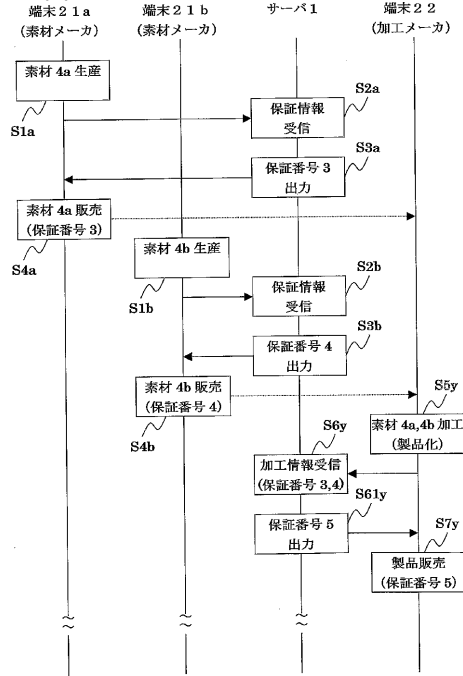 端末21a
(素材メーカ)
端末21b
(素材メーカ)
サーバ1
端末22
(加工メーカ)
素材 4a 生産
S1a
S2a
保証情報
受信
S3a
保証番号3
出力
素材 4a 販売
(保証番号3)
S4a
素材 4b 生産
S1b
S2b
保証情報
受信
S3b
保証番号4
出力
素材 4b 販売
(保証番号4)
S4b
S5y
素材 4a,4b 加工
(製品化)
S6y
加工情報受信
(保証番号3,4)
S61y
保証番号5
出力
S7y
製品販売
(保証番号5)